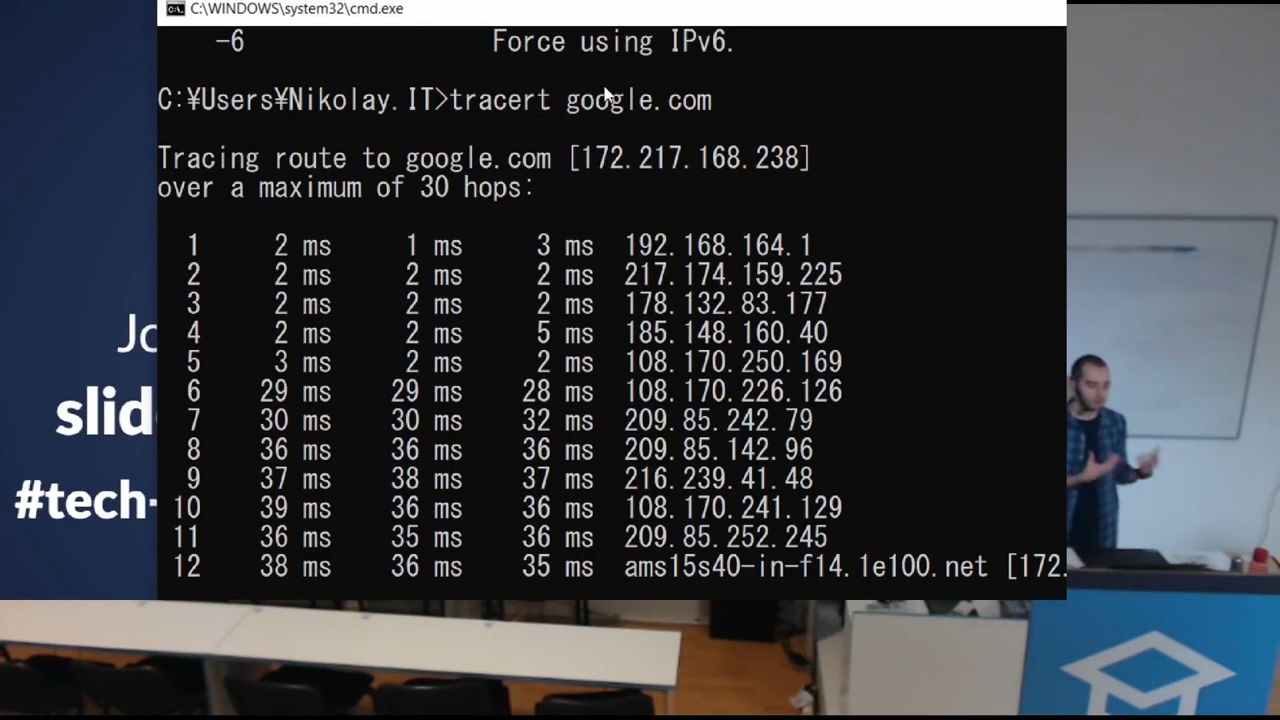 C:\WINDOWS\system32\cmd.exe
-6 Force using IPv6.
C:¥Users¥Nikolay.IT>tracert google.com
Tracing route to google.com [172.217.168.238]
over a maximum of 30 hops:
1 2 ms 1 ms 3 ms 192.168.164.1
2 2 ms 2 ms 2 ms 217.174.159.225
3 2 ms 2 ms 2 ms 178.132.83.177
4 2 ms 2 ms 5 ms 185.148.160.40
5 3 ms 2 ms 2 ms 108.170.250.169
6 29 ms 29 ms 28 ms 108.170.226.126
7 30 ms 30 ms 32 ms 209.85.242.79
8 36 ms 36 ms 36 ms 209.85.142.96
9 37 ms 38 ms 37 ms 216.239.41.48
10 39 ms 36 ms 36 ms 108.170.241.129
11 36 ms 35 ms 36 ms 209.85.252.245
12 38 ms 36 ms 35 ms ams15s40-in-f14.1e100.net [172.
Jo
slid
#tech-